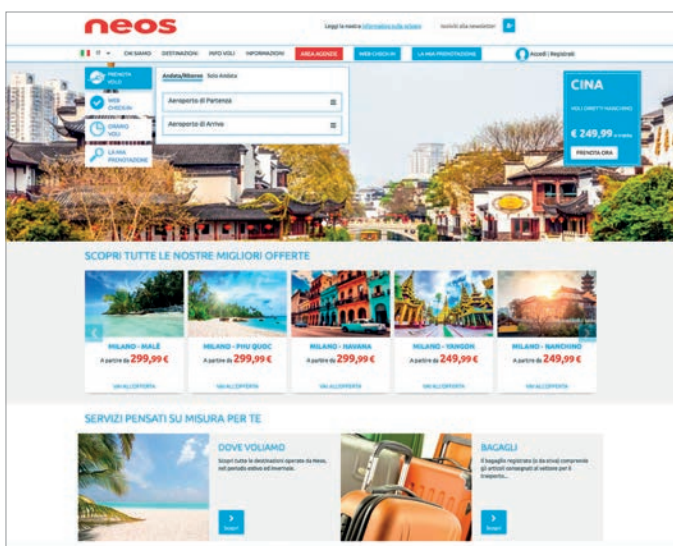 neos
Leggi la nostra informativa sulla privacy
Iscriviti alla newsletter
IT
CHI SIAMO
DESTINAZIONI
INFO VOLI
INFORMAZIONI
AREA AGENZIE
WEB CHECK-IN
LA MIA PRENOTAZIONE
Accedi | Registrati
PRENOTA
VOLO
Andata/Ritorno Solo Andata
Aeroporto di Partenza
WEB
CHECK-IN
Aeroporto di Arrivo
ORARIO
VOLI
LA MIA
PRENOTAZIONE
CINA
VOLI DIRETTI NANCHINO
€ 249,99 a tratta
PRENOTA ORA
SCOPRI TUTTE LE NOSTRE MIGLIORI OFFERTE
MILANO - MALÉ
A partire da 299,99 €
VAI ALL'OFFERTA
MILANO - PHU QUOC
A partire da 299,99 €
VAI ALL'OFFERTA
MILANO - HAVANA
A partire da 299,99 €
VAI ALL'OFFERTA
MILANO - YANGON
A partire da 249,99 €
VAI ALL'OFFERTA
MILANO - NANCHINO
A partire da 249,99 €
VAI ALL'OFFERTA
SERVIZI PENSATI SU MISURA PER TE
DOVE VOLIAMO
Scopri tutte le destinazioni operate da Neos,
nel periodo estivo ed invernale.
Scopri
BAGAGLI
Il bagaglio registrato (o da stiva) comprende
gli articoli consegnati al vettore per il
trasporto...
Scopri